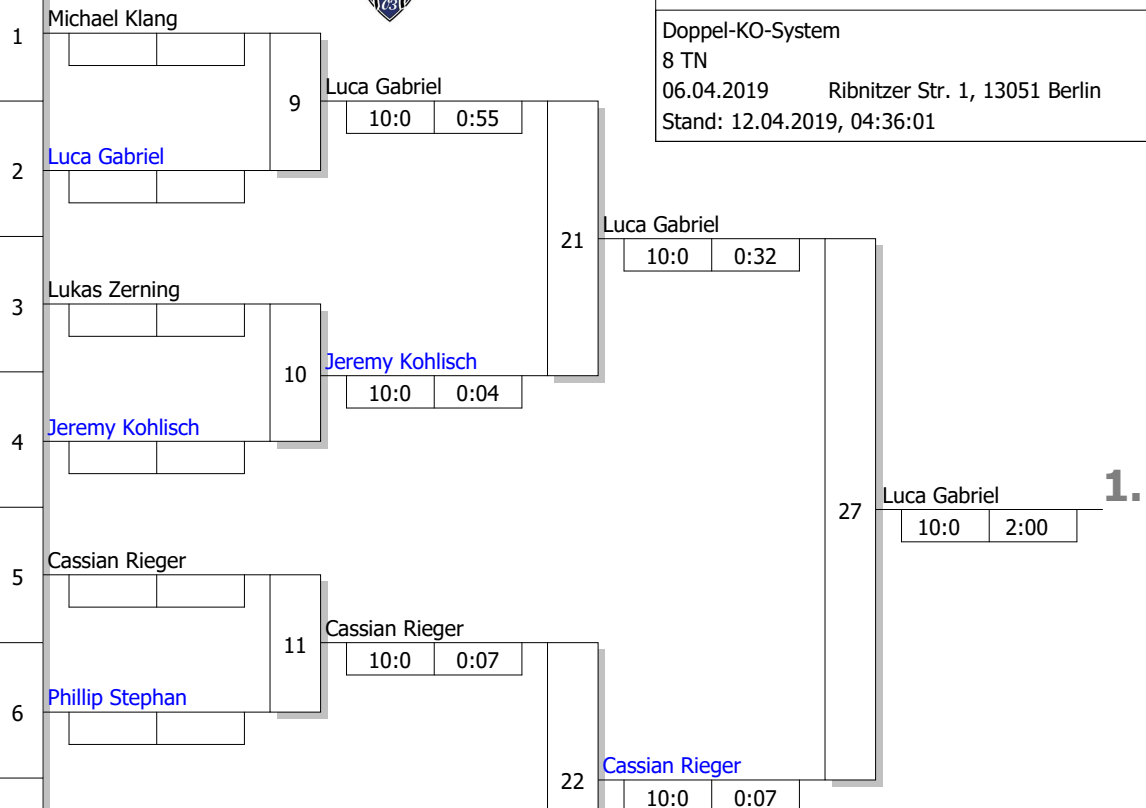 Doppel-KO-System
8 TN
06.04.2019 Ribnitzer Str. 1, 13051 Berlin
Stand: 12.04.2019, 04:36:01
1
Michael Klang
9
Luca Gabriel
10:0 0:55
2
Luca Gabriel
21
Luca Gabriel
10:0 0:32
3
Lukas Zerning
10
Jeremy Kohlisch
10:0 0:04
4
Jeremy Kohlisch
27
Luca Gabriel
1.
10:0 2:00
5
Cassian Rieger
11
Cassian Rieger
10:0 0:07
6
Phillip Stephan
22
Cassian Rieger
10:0 0:07